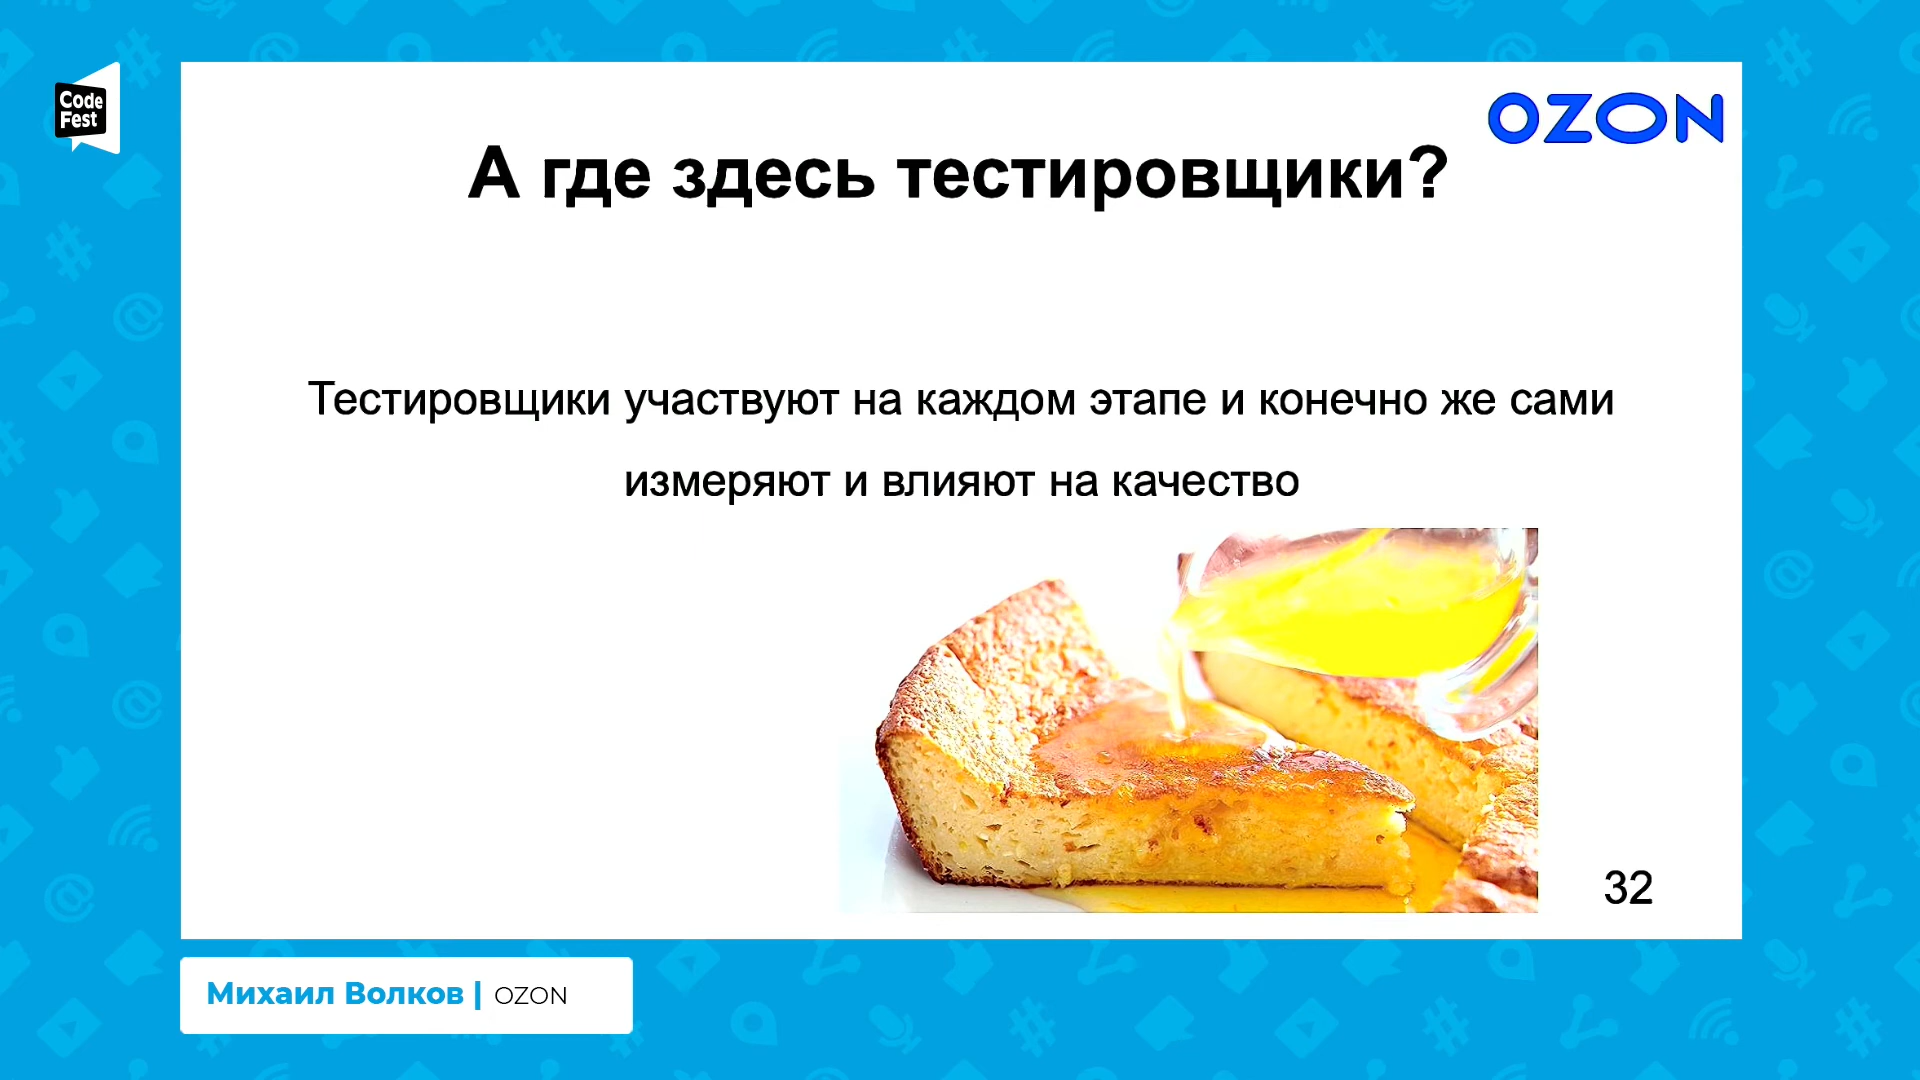 Code
Fest
OZON
А где здесь тестировщики?
Тестировщики участвуют на каждом этапе и конечно же сами
измеряют и влияют на качество
32
Михаил Волков | OZON